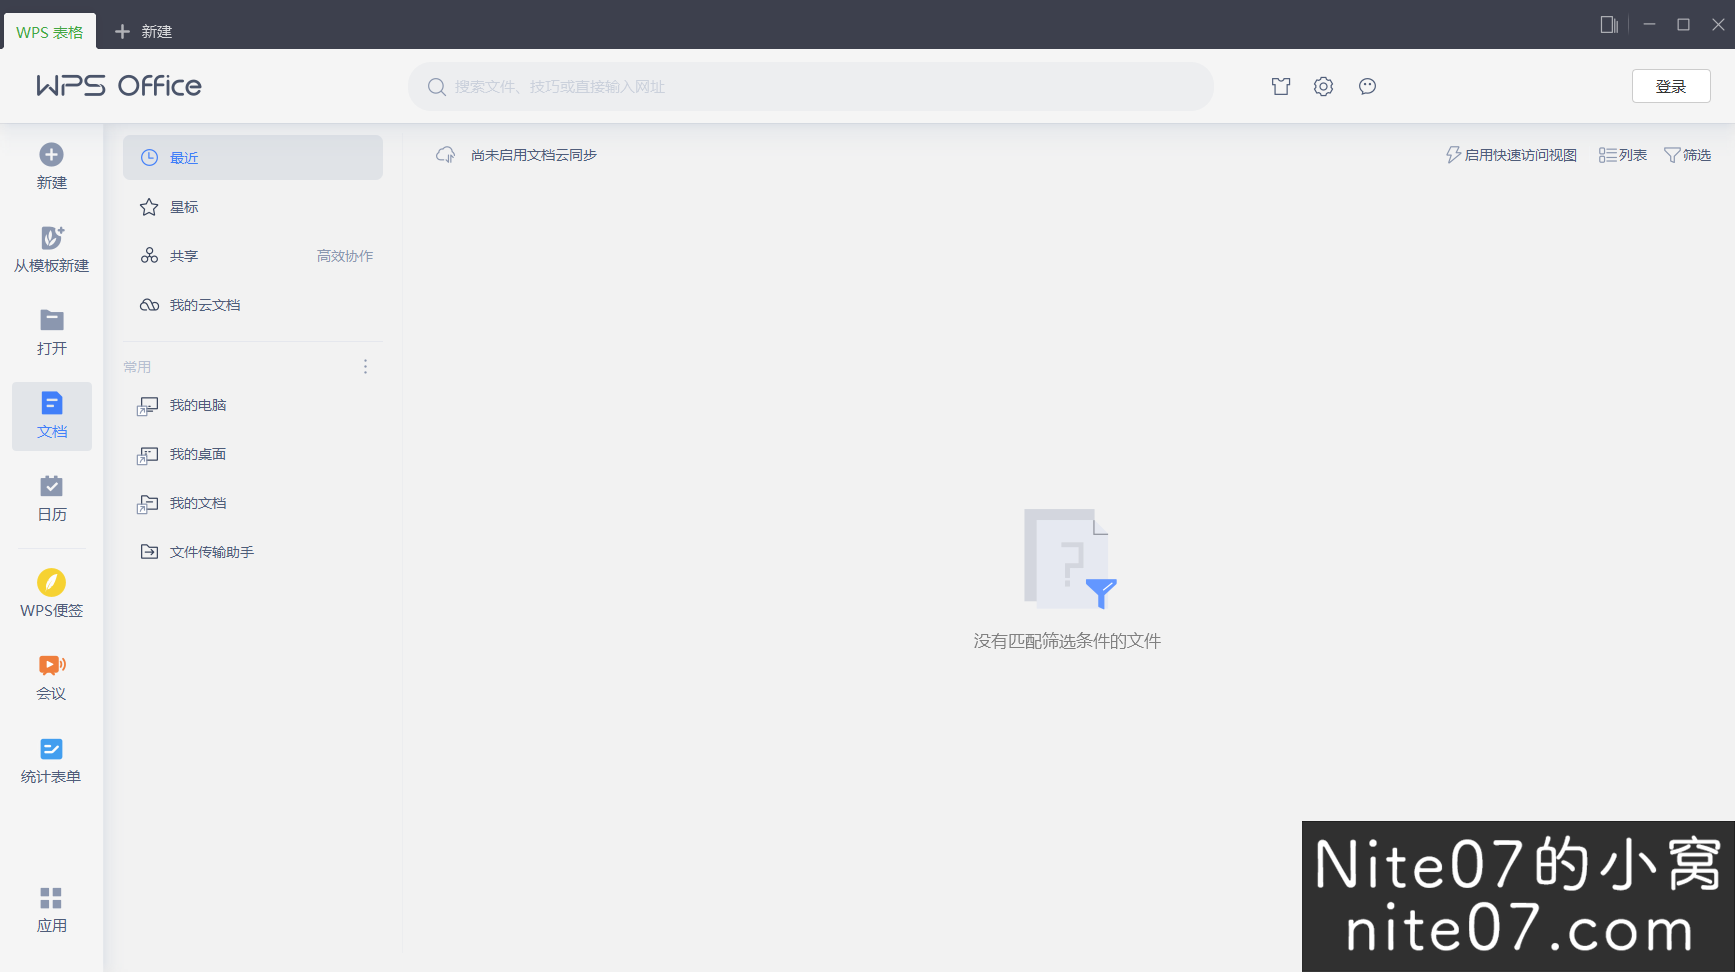 WPS 表格
新建
WPS Office
搜索文件、技巧或直接输入网址
登录
新建
从模板新建
打开
文档
日历
WPS便签
会议
统计表单
应用
最近
星标
共享 高效协作
我的云文档
常用
我的电脑
我的桌面
我的文档
文件传输助手
尚未启用文档云同步
启用快速访问视图 列表 筛选
没有匹配筛选条件的文件
Nite07的小窝
nite07.com